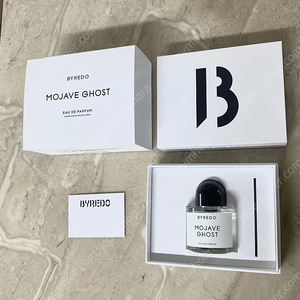 BYREDO
MOJAVE GHOST
EAU DE PARFUM
B
BYREDO
BYREDO
MOJAVE
GHOST
EAU DE PARFUM